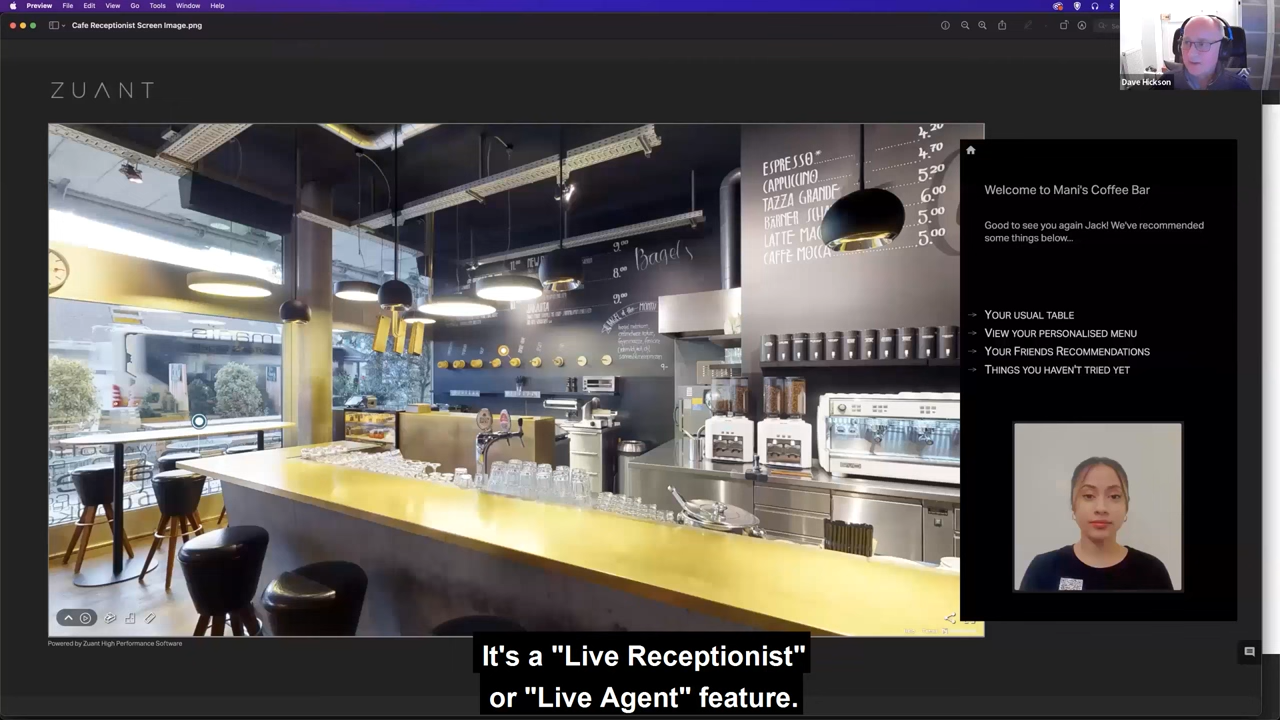 Preview File Edit View Go Tools Window Help
Cafe Receptionist Screen Image.png
Dave Hickson
ZUANT
ESPRESSO*
CAPPUCCINO
TAZZA GRANDE
LATTE
CAFFE MOCCA
4.20
4.70
5.20
6.00
5.00
5.00
Bagels
9.00
8.00
Welcome to Mani's Coffee Bar
Good to see you again Jack! We've recommended
some things below...
→ YOUR USUAL TABLE
→ VIEW YOUR PERSONALISED MENU
→ YOUR FRIENDS RECOMMENDATIONS
→ THINGS YOU HAVEN'T TRIED YET
Powered by Zuant High Performance Software
It's a "Live Receptionist"
or "Live Agent" feature.